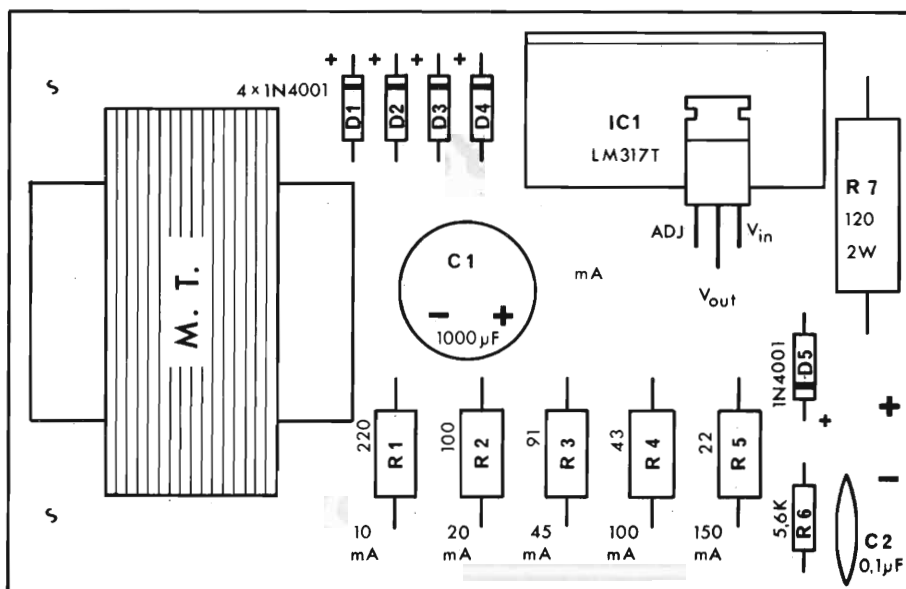 S
+ + + +
4 × 1N4001
D1 D2 D3 D4
IC1
LM317T
ADJ
Vin
Vout
R 7
120
2W
M. T.
C 1
− +
1000 µF
mA
1N4001
D5
+
+
−
220 R 1
100 R 2
91 R 3
43 R 4
22 R 5
5,6K R 6
C 2
0,1µF
S
10 mA
20 mA
45 mA
100 mA
150 mA